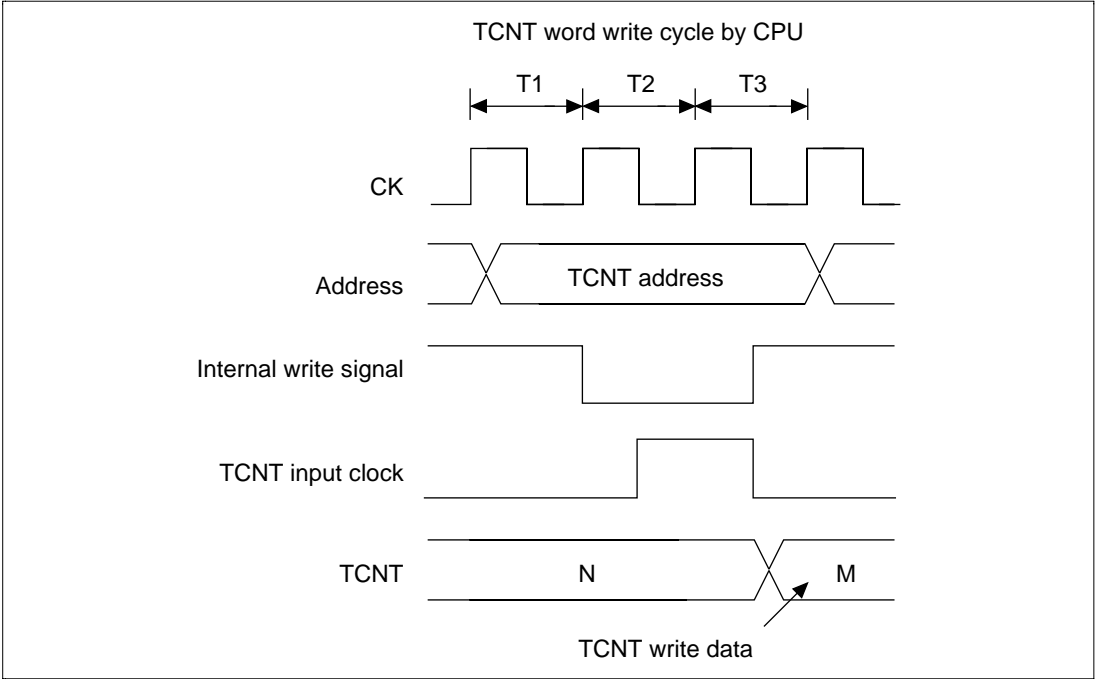 TCNT word write cycle by CPU
T1 T2 T3
CK
Address TCNT address
Internal write signal
TCNT input clock
TCNT N M
TCNT write data